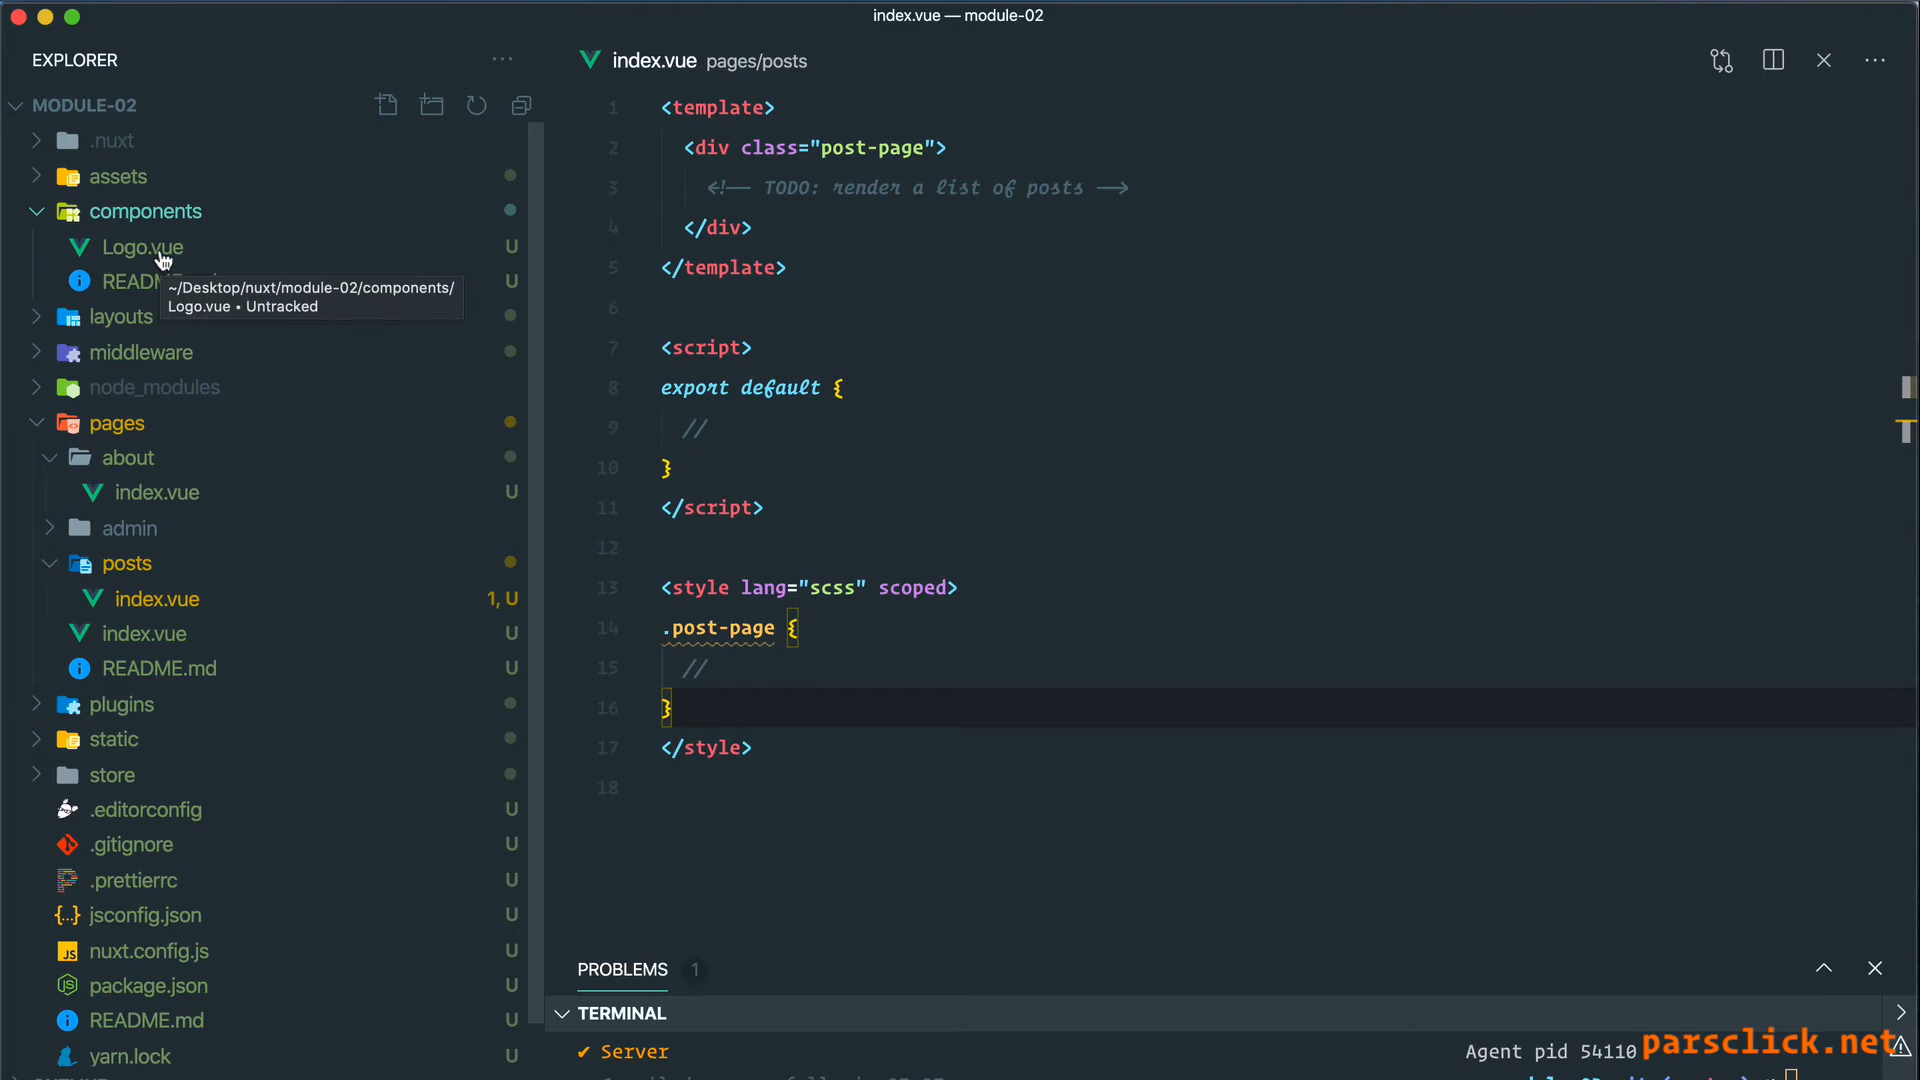 index.vue — module-02
EXPLORER
MODULE-02
.nuxt
assets
components
Logo.vue U
U
~/Desktop/nuxt/module-02/components/
Logo.vue • Untracked
layouts
middleware
node_modules
pages
about
index.vue U
admin
posts
index.vue 1, U
index.vue U
README.md U
plugins
static
store
.editorconfig U
.gitignore U
.prettierrc U
jsconfig.json U
nuxt.config.js U
package.json U
README.md U
yarn.lock U
index.vue pages/posts
1 <template>
2 <div class="post-page">
3 <!-- TODO: render a list of posts -->
4 </div>
5 </template>
6
7 <script>
8 export default {
9 //
10 }
11 </script>
12
13 <style lang="scss" scoped>
14 .post-page {
15 //
16 }
17 </style>
18
PROBLEMS 1
TERMINAL
✔ Server
Agent pid 54110
parsclick.net